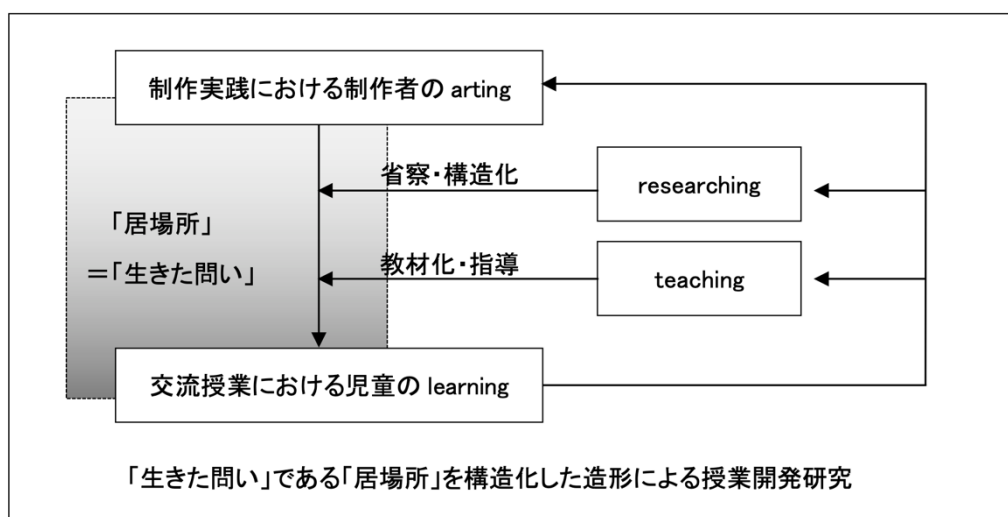 制作実践における制作者の arting
省察・構造化
researching
「居場所」
＝「生きた問い」
教材化・指導
teaching
交流授業における児童の learning
「生きた問い」である「居場所」を構造化した造形による授業開発研究